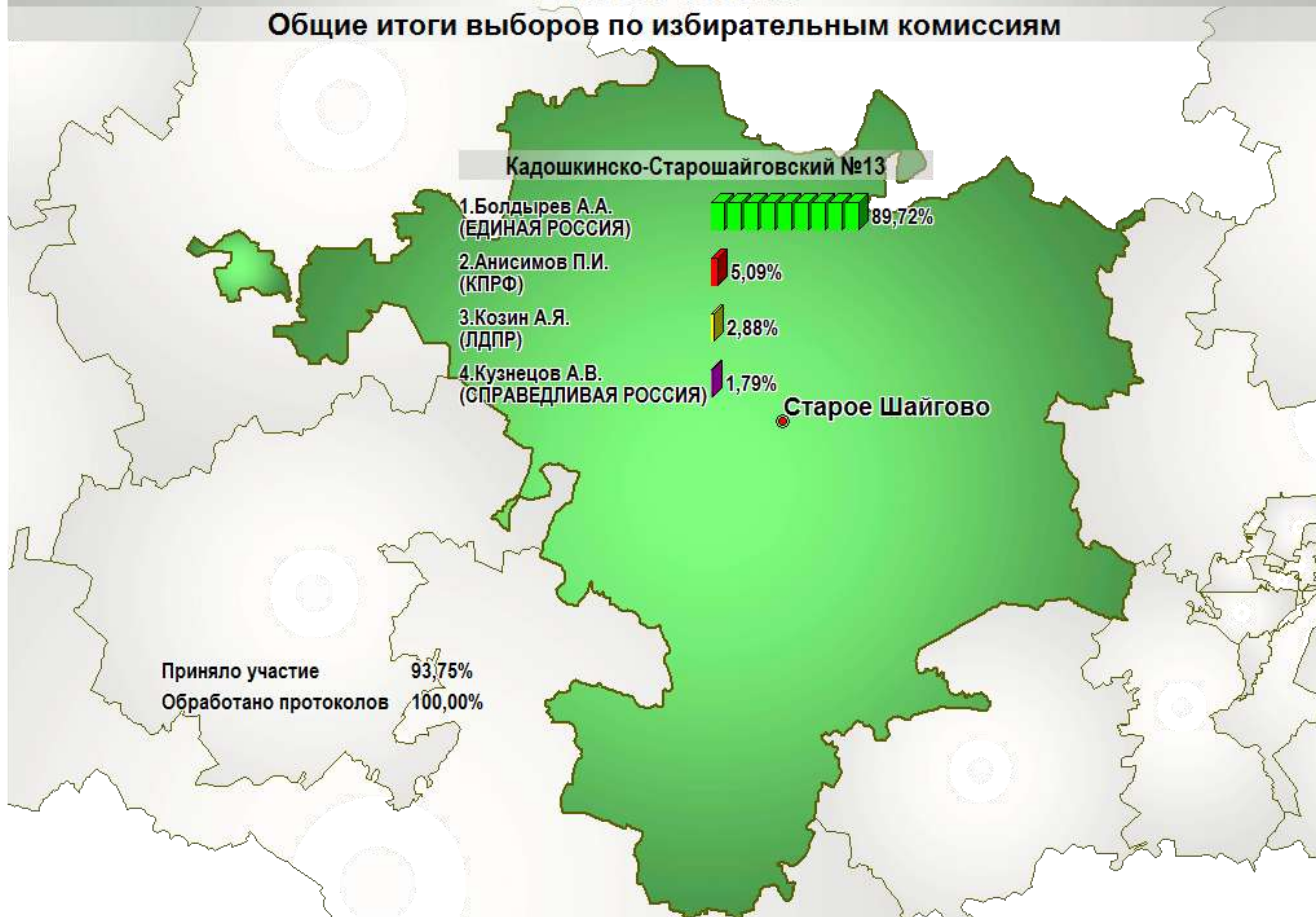 Общие итоги выборов по избирательным комиссиям
Кадошкинско-Старошайговский №13
1.Болдырев А.А.
(ЕДИНАЯ РОССИЯ)
89,72%
2.Анисимов П.И.
(КПРФ)
5,09%
3.Козин А.Я.
(ЛДПР)
2,88%
4.Кузнецов А.В.
(СПРАВЕДЛИВАЯ РОССИЯ)
1,79%
Старое Шайгово
Приняло участие 93,75%
Обработано протоколов 100,00%